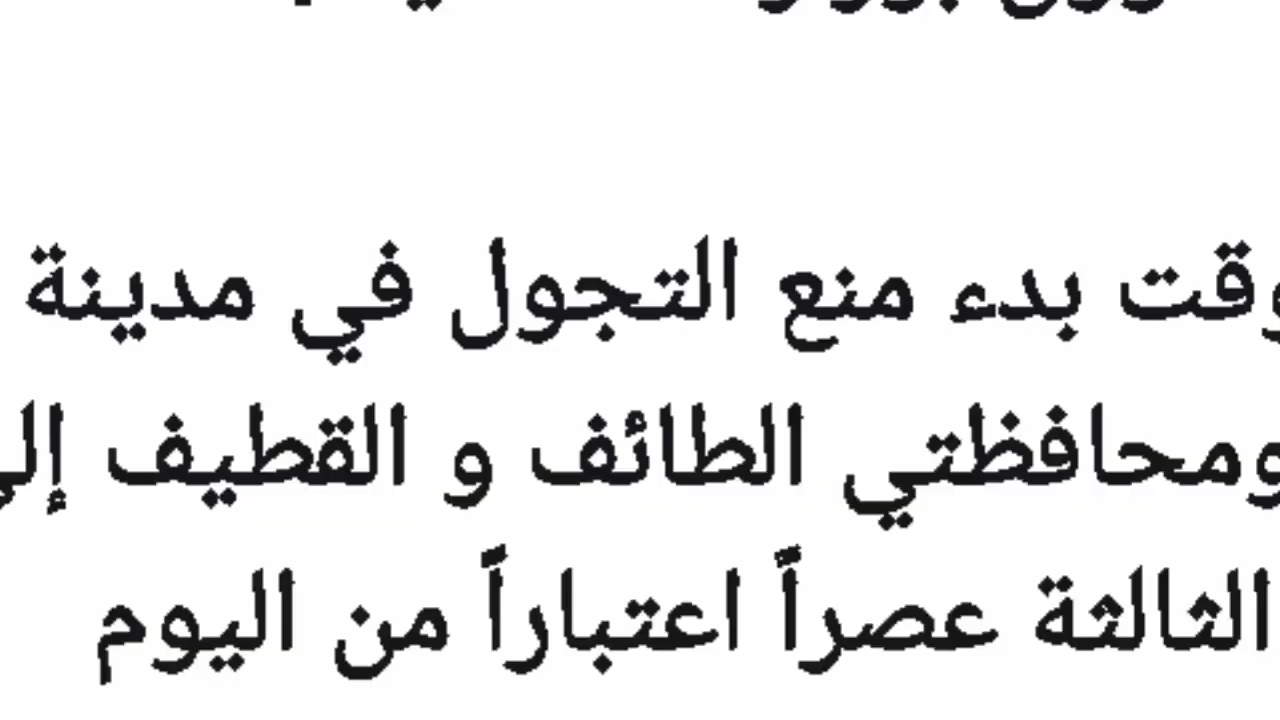 وقت بدء منع التجول في مدينة
ومحافظتي الطائف و القطيف إلى
الثالثة عصراً اعتباراً من اليوم